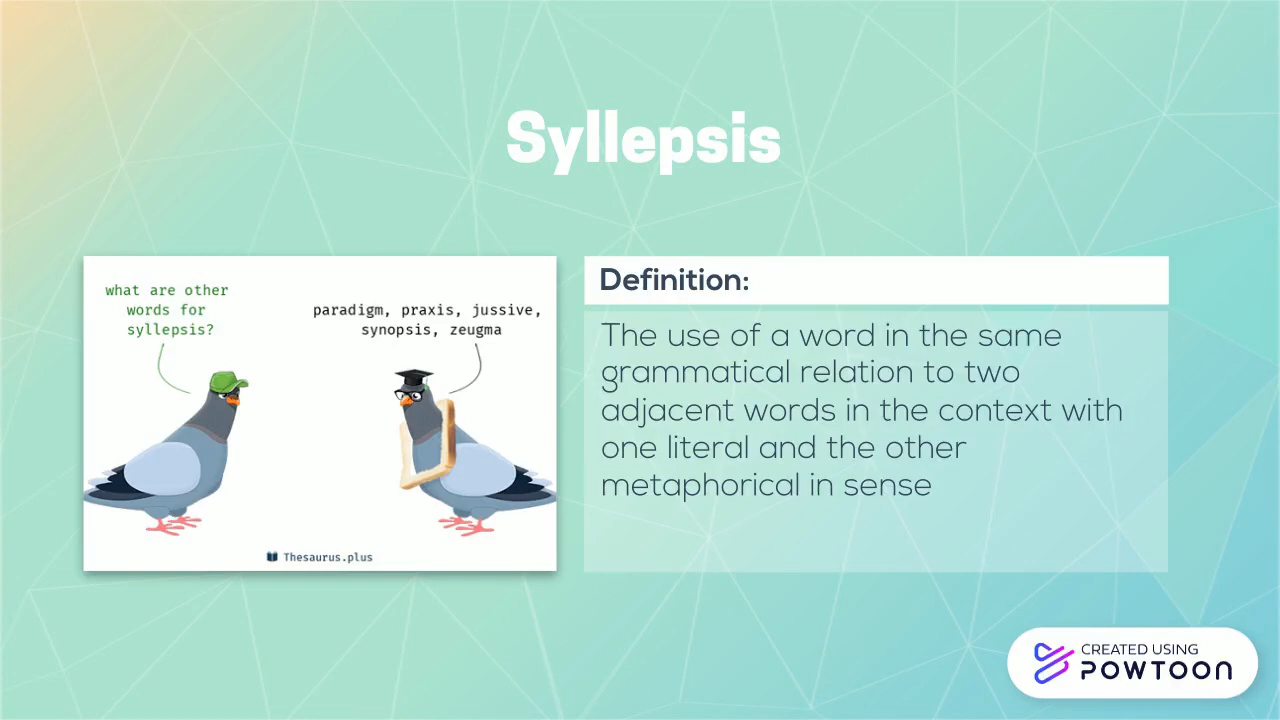 Syllepsis
what are other
words for
syllepsis?
paradigm, praxis, jussive,
synopsis, zeugma
Thesaurus.plus
Definition:
The use of a word in the same
grammatical relation to two
adjacent words in the context with
one literal and the other
metaphorical in sense
CREATED USING
POWTOON